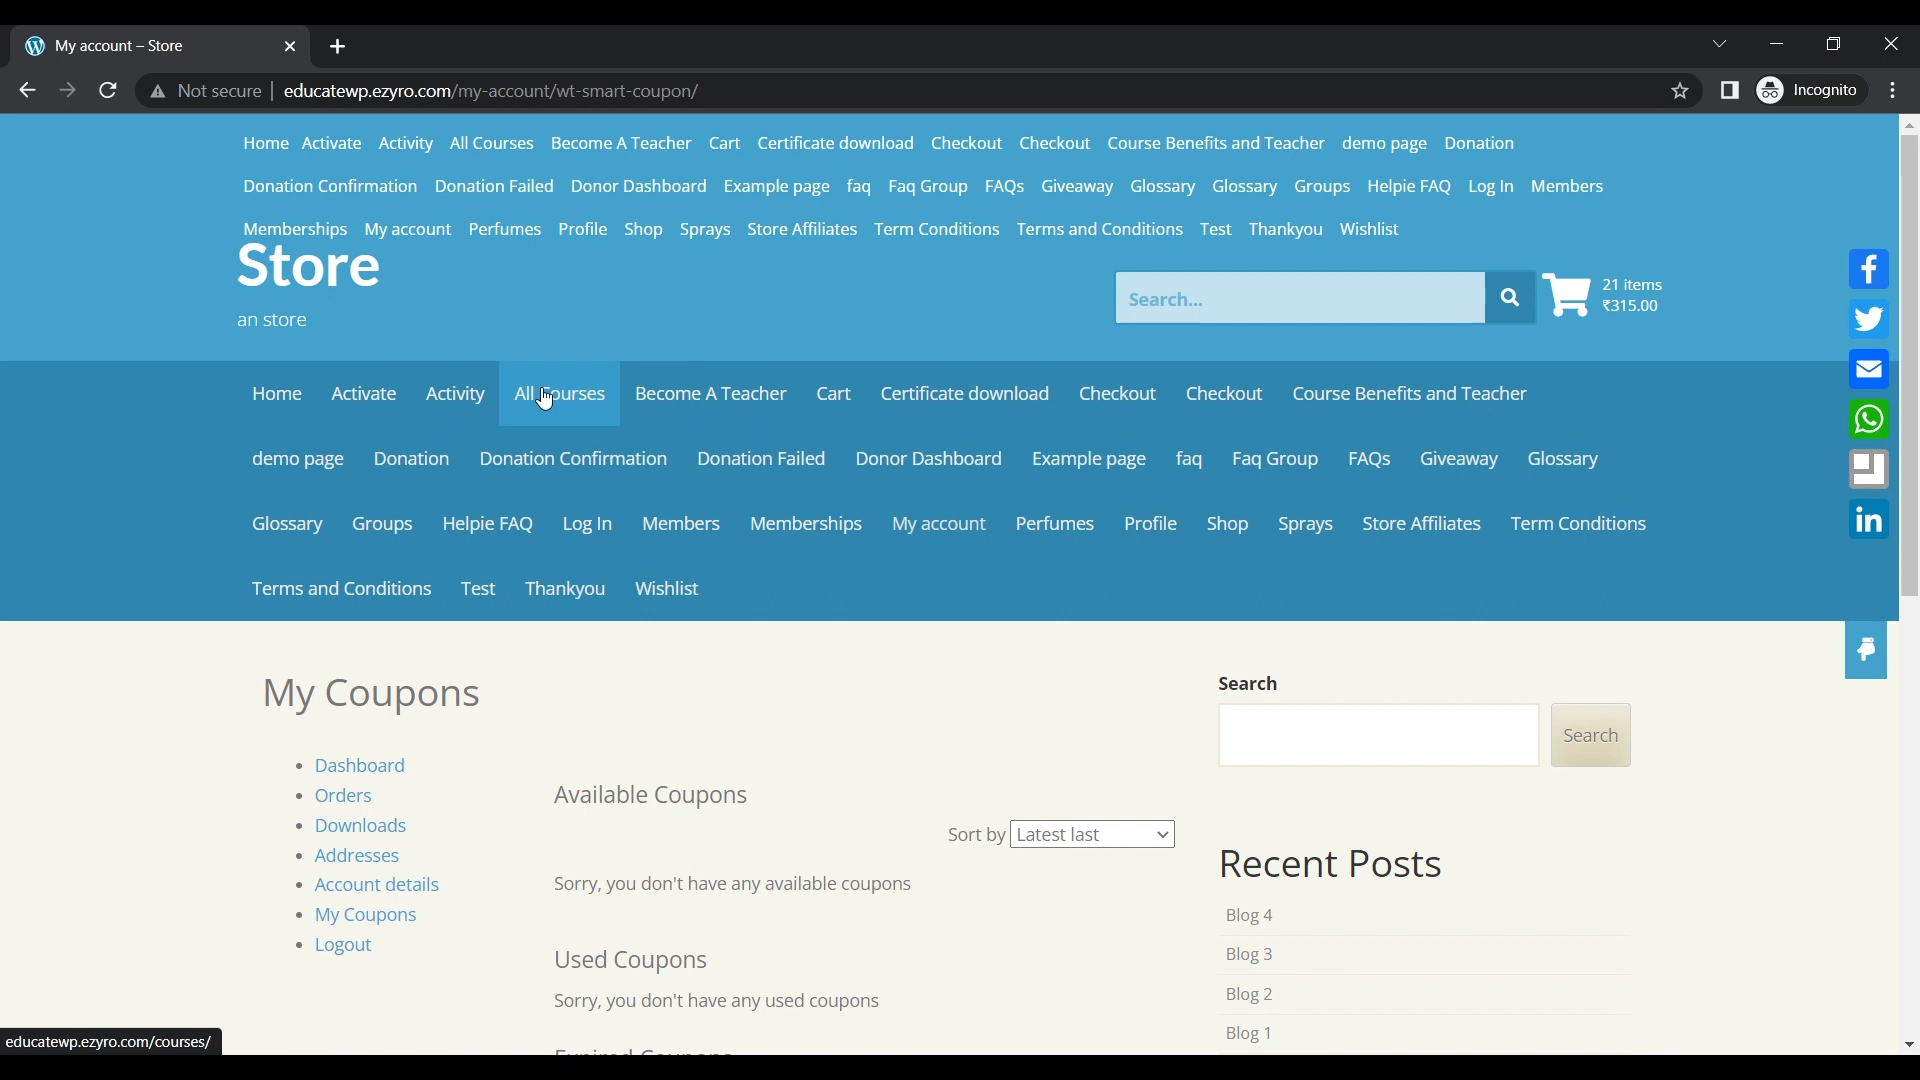 My account – Store
Not secure educatewp.ezyro.com/my-account/wt-smart-coupon/
Incognito
Home Activate Activity All Courses Become A Teacher Cart Certificate download Checkout Checkout Course Benefits and Teacher demo page Donation
Donation Confirmation Donation Failed Donor Dashboard Example page faq Faq Group FAQs Giveaway Glossary Glossary Groups Helpie FAQ Log In Members
Memberships My account Perfumes Profile Shop Sprays Store Affiliates Term Conditions Terms and Conditions Test Thankyou Wishlist
Store
an store
Search...
21 items
₹315.00
Home Activate Activity All Courses Become A Teacher Cart Certificate download Checkout Checkout Course Benefits and Teacher
demo page Donation Donation Confirmation Donation Failed Donor Dashboard Example page faq Faq Group FAQs Giveaway Glossary
Glossary Groups Helpie FAQ Log In Members Memberships My account Perfumes Profile Shop Sprays Store Affiliates Term Conditions
Terms and Conditions Test Thankyou Wishlist
My Coupons
Dashboard
Orders
Downloads
Addresses
Account details
My Coupons
Logout
Available Coupons
Sort by Latest last
Sorry, you don't have any available coupons
Used Coupons
Sorry, you don't have any used coupons
Search
Search
Recent Posts
Blog 4
Blog 3
Blog 2
Blog 1
educatewp.ezyro.com/courses/